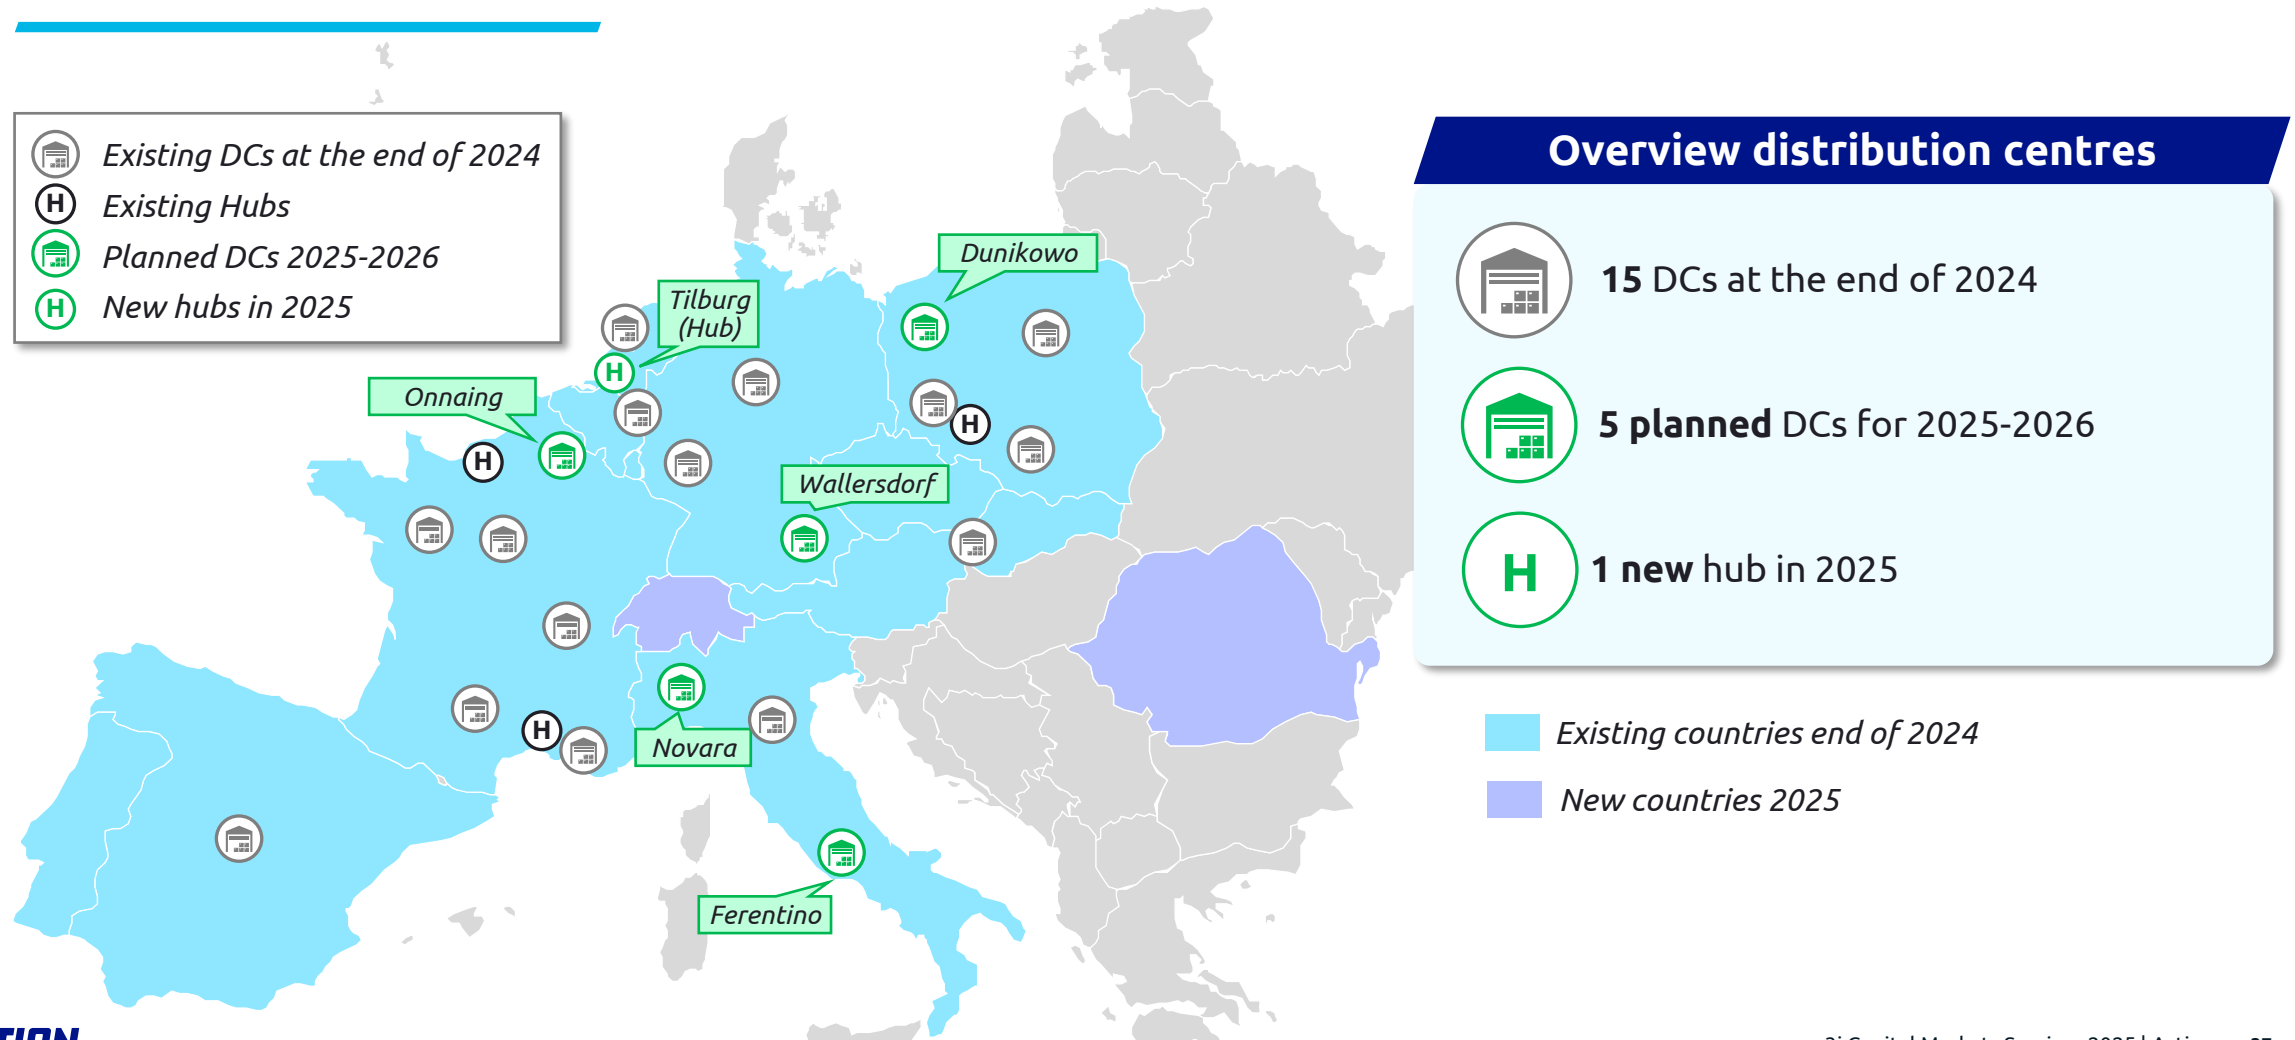 Existing DCs at the end of 2024
H Existing Hubs
Planned DCs 2025-2026
H New hubs in 2025
Dunikowo
Tilburg
(Hub)
H
Onnaing
H
H
Wallersdorf
H
Novara
Ferentino
Overview distribution centres
15 DCs at the end of 2024
5 planned DCs for 2025-2026
H 1 new hub in 2025
Existing countries end of 2024
New countries 2025